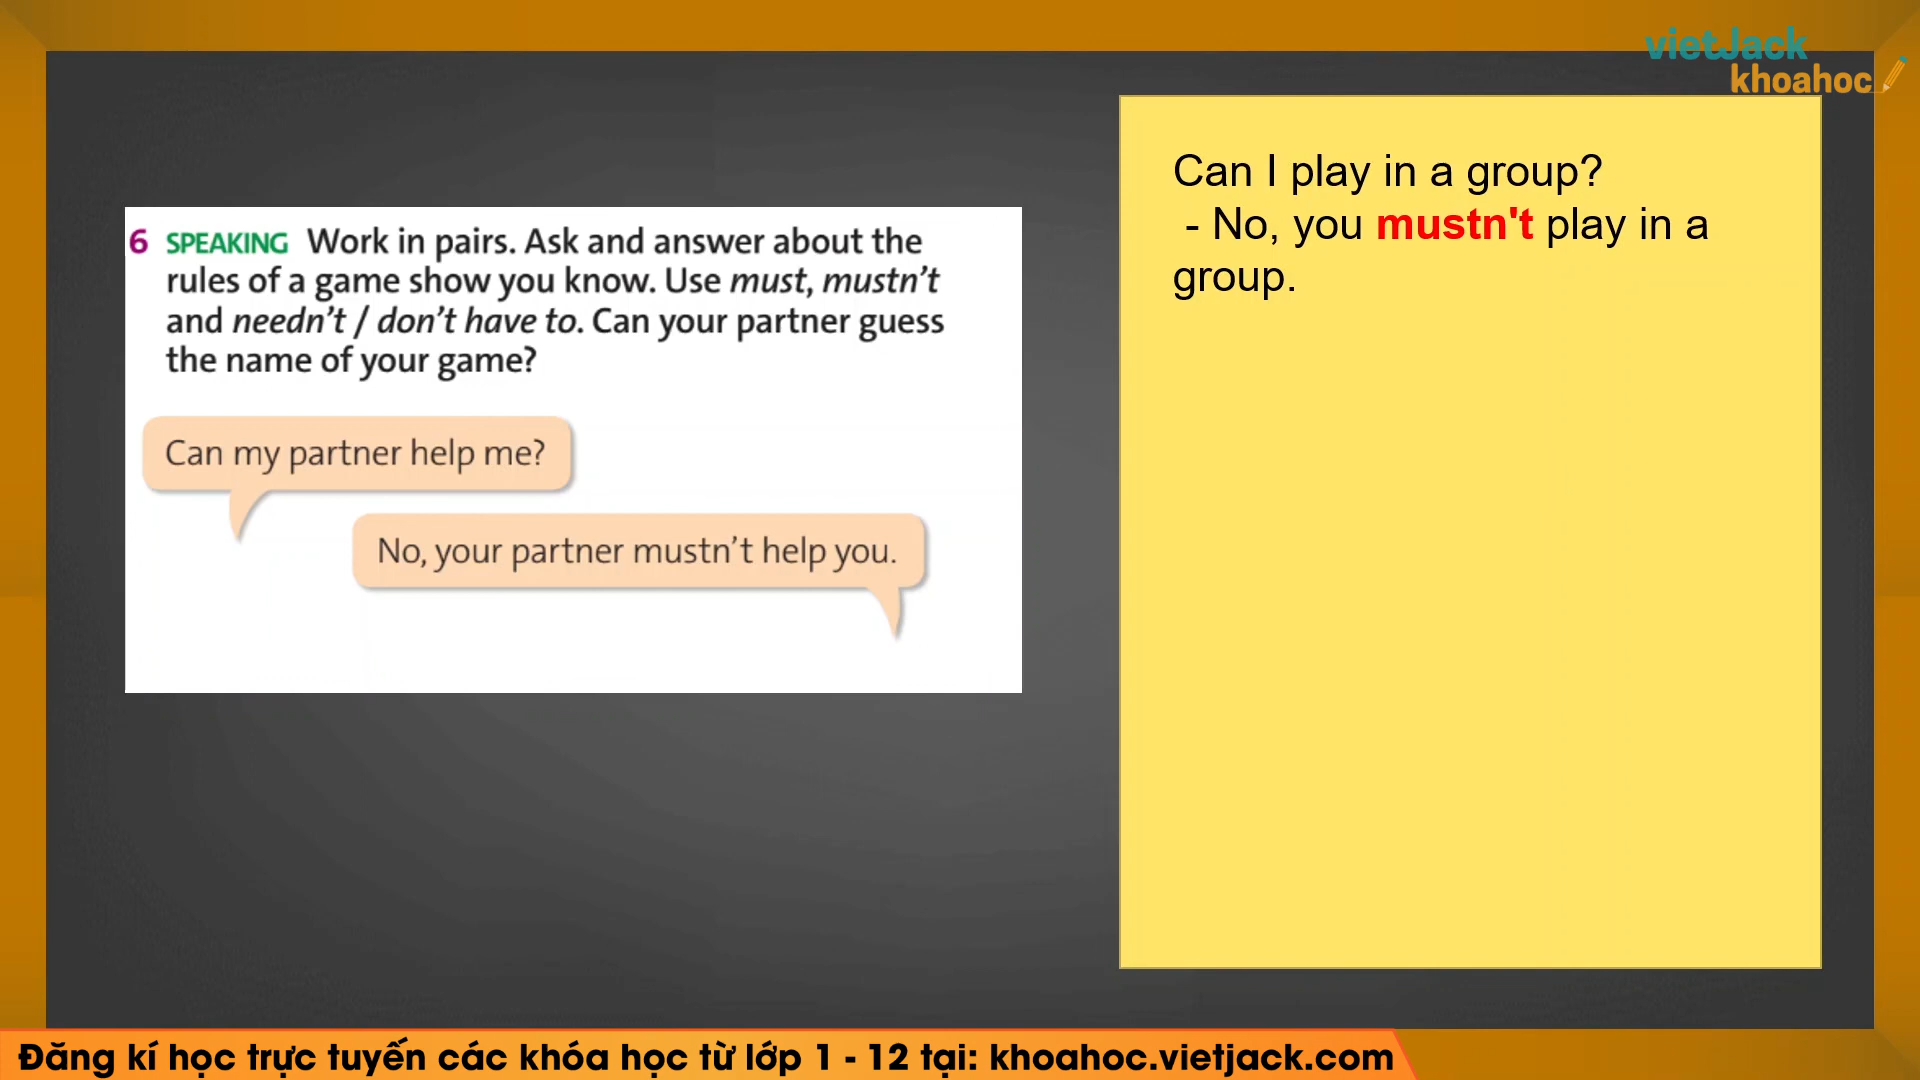 vietJack
khoahoc
6 SPEAKING Work in pairs. Ask and answer about the
rules of a game show you know. Use must, mustn't
and needn't / don't have to. Can your partner guess
the name of your game?
Can my partner help me?
No, your partner mustn't help you.
Can I play in a group?
- No, you mustn't play in a
group.
Đăng kí học trực tuyến các khóa học từ lớp 1 - 12 tại: khoahoc.vietjack.com